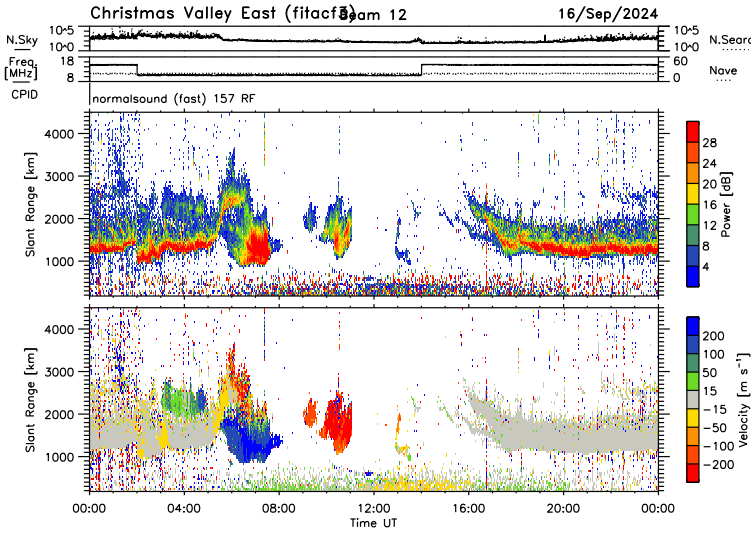 Christmas Valley East (fitacf3) Beam 12 16/Sep/2024
N.Sky 10^5 10^0 10^5 10^0 N.Searc
Freq. [MHz] 18 8 60 0 Nave
CPID normalsound (fast) 157 RF
4000
3000
2000
1000
Slant Range [km]
28
24
20
16
12
8
4
Power [dB]
4000
3000
2000
1000
Slant Range [km]
200
100
50
15
-15
-50
-100
-200
Velocity [m s⁻¹]
00:00 04:00 08:00 12:00 16:00 20:00 00:00
Time UT